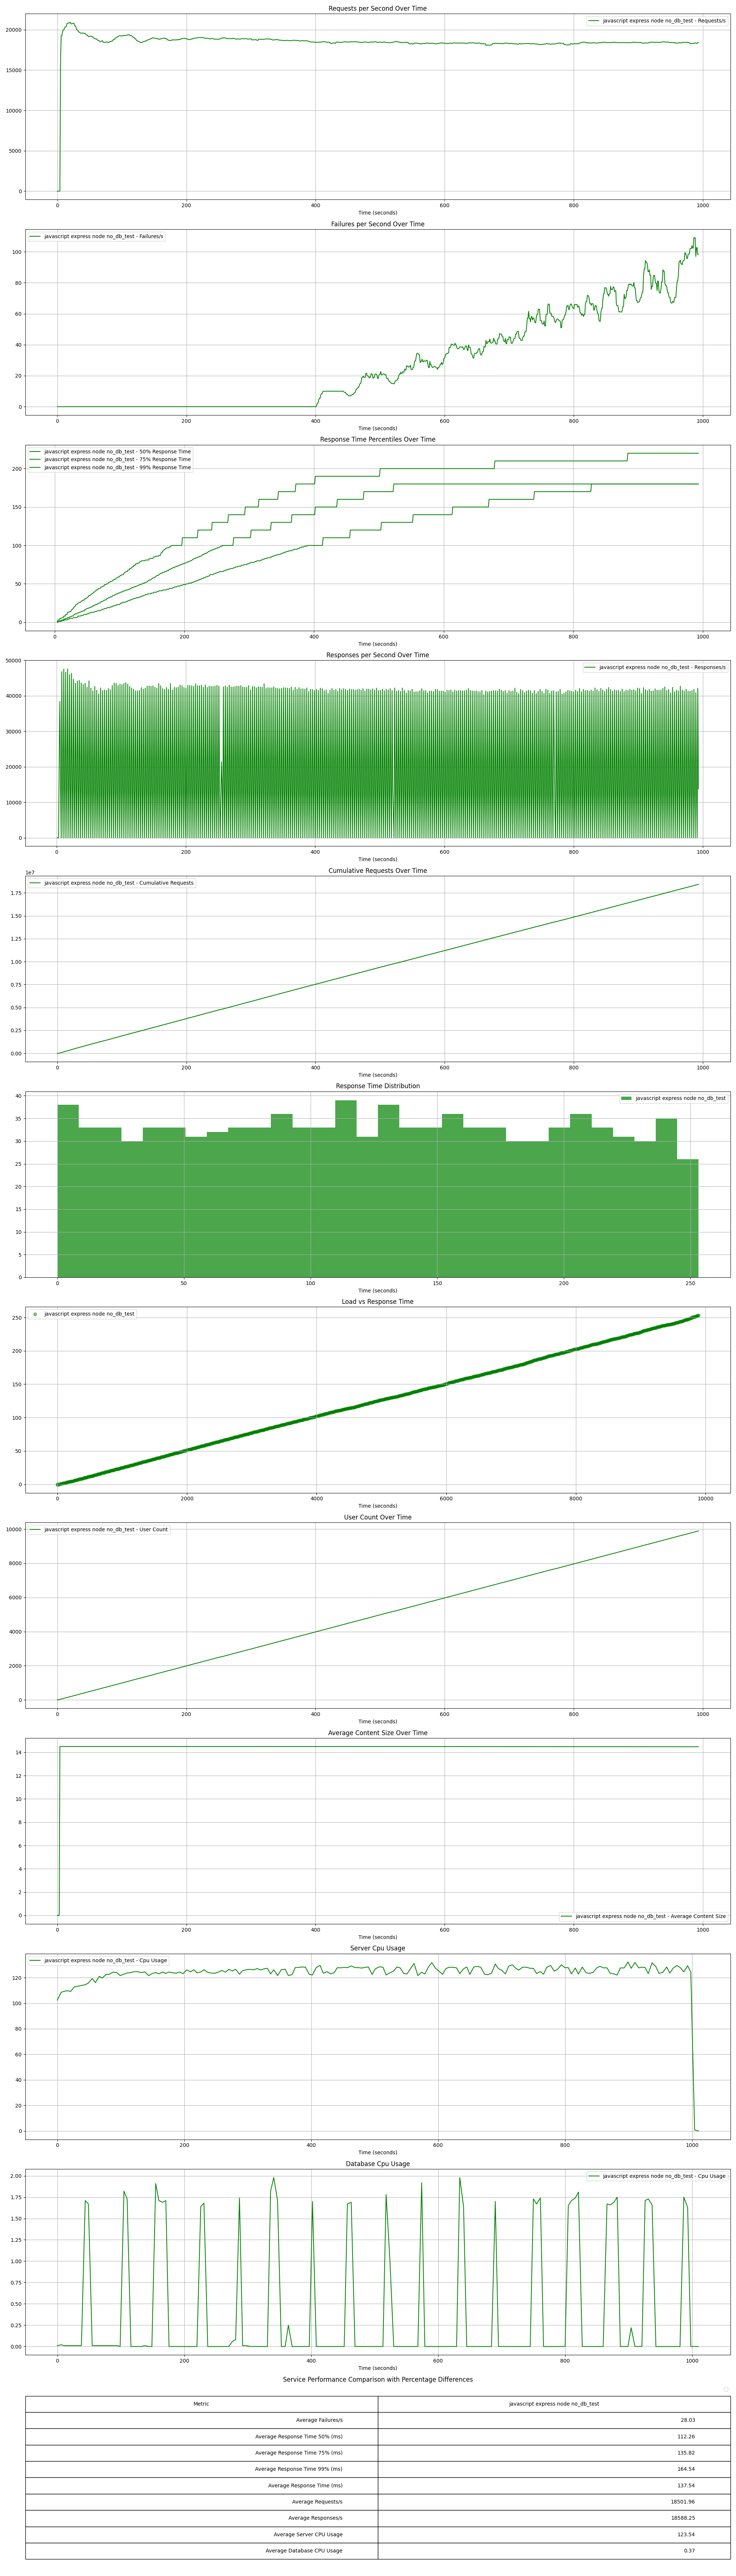 Requests per Second Over Time
javascript express node no_db_test - Requests/s
20000
15000
10000
5000
0
0 200 400 600 800 1000
Time (seconds)
Failures per Second Over Time
javascript express node no_db_test - Failures/s
100
80
60
40
20
0
0 200 400 600 800 1000
Time (seconds)
Response Time Percentiles Over Time
javascript express node no_db_test - 50% Response Time
javascript express node no_db_test - 75% Response Time
javascript express node no_db_test - 99% Response Time
200
150
100
50
0
0 200 400 600 800 1000
Time (seconds)
Responses per Second Over Time
javascript express node no_db_test - Responses/s
50000
40000
30000
20000
10000
0
0 200 400 600 800 1000
Time (seconds)
Cumulative Requests Over Time
1e7
javascript express node no_db_test - Cumulative Requests
1.75
1.50
1.25
1.00
0.75
0.50
0.25
0.00
0 200 400 600 800 1000
Time (seconds)
Response Time Distribution
javascript express node no_db_test
40
35
30
25
20
15
10
5
0
0 50 100 150 200 250
Time (seconds)
Load vs Response Time
javascript express node no_db_test
250
200
150
100
50
0
0 2000 4000 6000 8000 10000
Time (seconds)
User Count Over Time
javascript express node no_db_test - User Count
10000
8000
6000
4000
2000
0
0 200 400 600 800 1000
Time (seconds)
Average Content Size Over Time
14
12
10
8
6
4
2
0
javascript express node no_db_test - Average Content Size
0 200 400 600 800 1000
Time (seconds)
Server Cpu Usage
javascript express node no_db_test - Cpu Usage
120
100
80
60
40
20
0
0 200 400 600 800 1000
Time (seconds)
Database Cpu Usage
javascript express node no_db_test - Cpu Usage
2.00
1.75
1.50
1.25
1.00
0.75
0.50
0.25
0.00
0 200 400 600 800 1000
Time (seconds)
Service Performance Comparison with Percentage Differences
Metric javascript express node no_db_test
Average Failures/s 28.03
Average Response Time 50% (ms) 112.26
Average Response Time 75% (ms) 135.82
Average Response Time 99% (ms) 164.54
Average Response Time (ms) 137.54
Average Requests/s 18501.96
Average Responses/s 18588.25
Average Server CPU Usage 123.54
Average Database CPU Usage 0.37